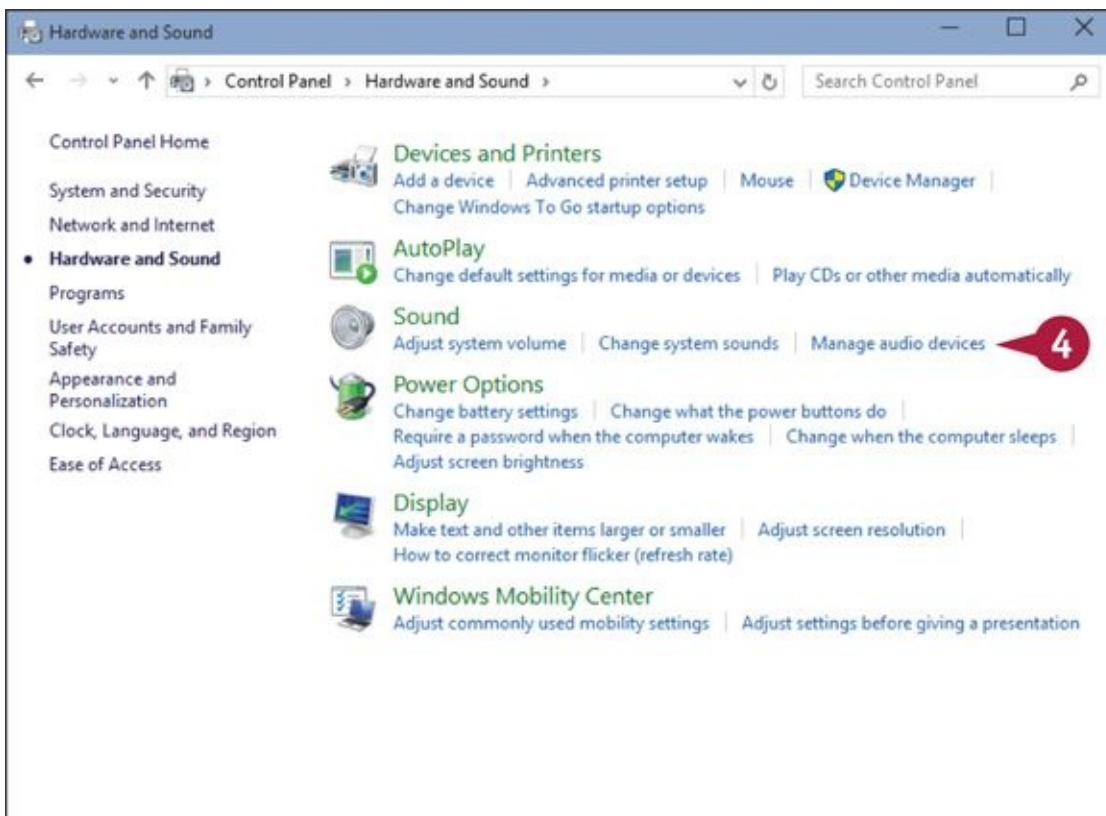 Hardware and Sound
Control Panel > Hardware and Sound >
Search Control Panel
Control Panel Home
System and Security
Network and Internet
Hardware and Sound
Programs
User Accounts and Family
Safety
Appearance and
Personalization
Clock, Language, and Region
Ease of Access
Devices and Printers
Add a device | Advanced printer setup | Mouse | Device Manager |
Change Windows To Go startup options
AutoPlay
Change default settings for media or devices | Play CDs or other media automatically
Sound
Adjust system volume | Change system sounds | Manage audio devices
4
Power Options
Change battery settings | Change what the power buttons do |
Require a password when the computer wakes | Change when the computer sleeps |
Adjust screen brightness
Display
Make text and other items larger or smaller | Adjust screen resolution |
How to correct monitor flicker (refresh rate)
Windows Mobility Center
Adjust commonly used mobility settings | Adjust settings before giving a presentation